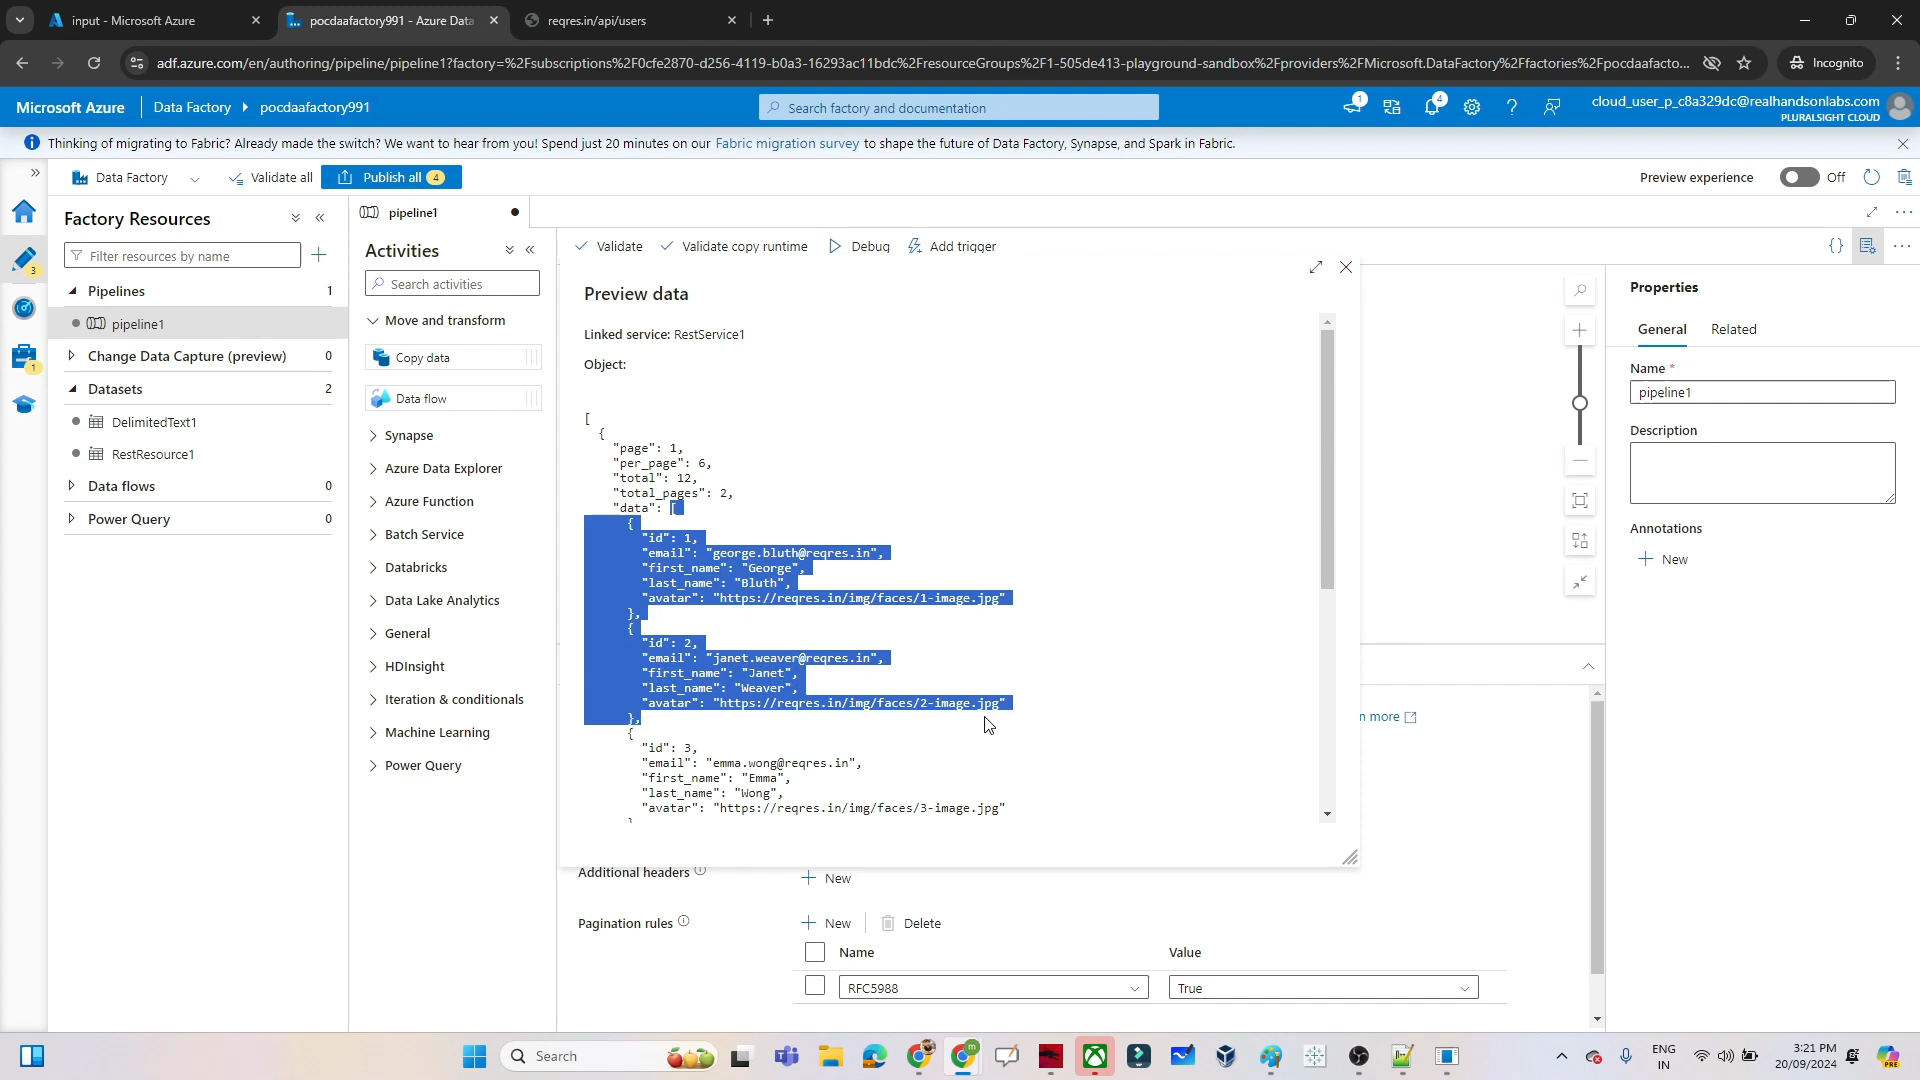 input - Microsoft Azure
pocdaafactory991 - Azure Data
reqres.in/api/users
adf.azure.com/en/authoring/pipeline/pipeline1?factory=%2Fsubscriptions%2F0cfe2870-d256-4119-b0a3-16293ac11bdc%2FresourceGroups%2F1-505de413-playground-sandbox%2Fproviders%2FMicrosoft.DataFactory%2Ffactories%2Fpocdaafacto...
Incognito
Microsoft Azure
Data Factory
pocdaafactory991
Search factory and documentation
1
4
cloud_user_p_c8a329dc@realhandsonlabs.com
PLURALSIGHT CLOUD
Thinking of migrating to Fabric? Already made the switch? We want to hear from you! Spend just 20 minutes on our Fabric migration survey to shape the future of Data Factory, Synapse, and Spark in Fabric.
Data Factory
Validate all
Publish all 4
Preview experience
Off
Factory Resources
Filter resources by name
3
1
Pipelines 1
pipeline1
Change Data Capture (preview) 0
Datasets 2
DelimitedText1
RestResource1
Data flows 0
Power Query 0
pipeline1
Activities
Search activities
Move and transform
Copy data
Data flow
Synapse
Azure Data Explorer
Azure Function
Batch Service
Databricks
Data Lake Analytics
General
HDInsight
Iteration & conditionals
Machine Learning
Power Query
Validate
Validate copy runtime
Debug
Add trigger
{}
Preview data
Linked service: RestService1
Object:
[
{
"page": 1,
"per_page": 6,
"total": 12,
"total_pages": 2,
"data": [
{
"id": 1,
"email": "george.bluth@reqres.in",
"first_name": "George",
"last_name": "Bluth",
"avatar": "https://reqres.in/img/faces/1-image.jpg"
},
{
"id": 2,
"email": "janet.weaver@reqres.in",
"first_name": "Janet",
"last_name": "Weaver",
"avatar": "https://reqres.in/img/faces/2-image.jpg"
},
{
"id": 3,
"email": "emma.wong@reqres.in",
"first_name": "Emma",
"last_name": "Wong",
"avatar": "https://reqres.in/img/faces/3-image.jpg"
}
n more
Additional headers
New
Pagination rules
New
Delete
Name
Value
RFC5988
True
Properties
General
Related
Name *
pipeline1
Description
Annotations
New
Search
ENG
IN
3:21 PM
20/09/2024